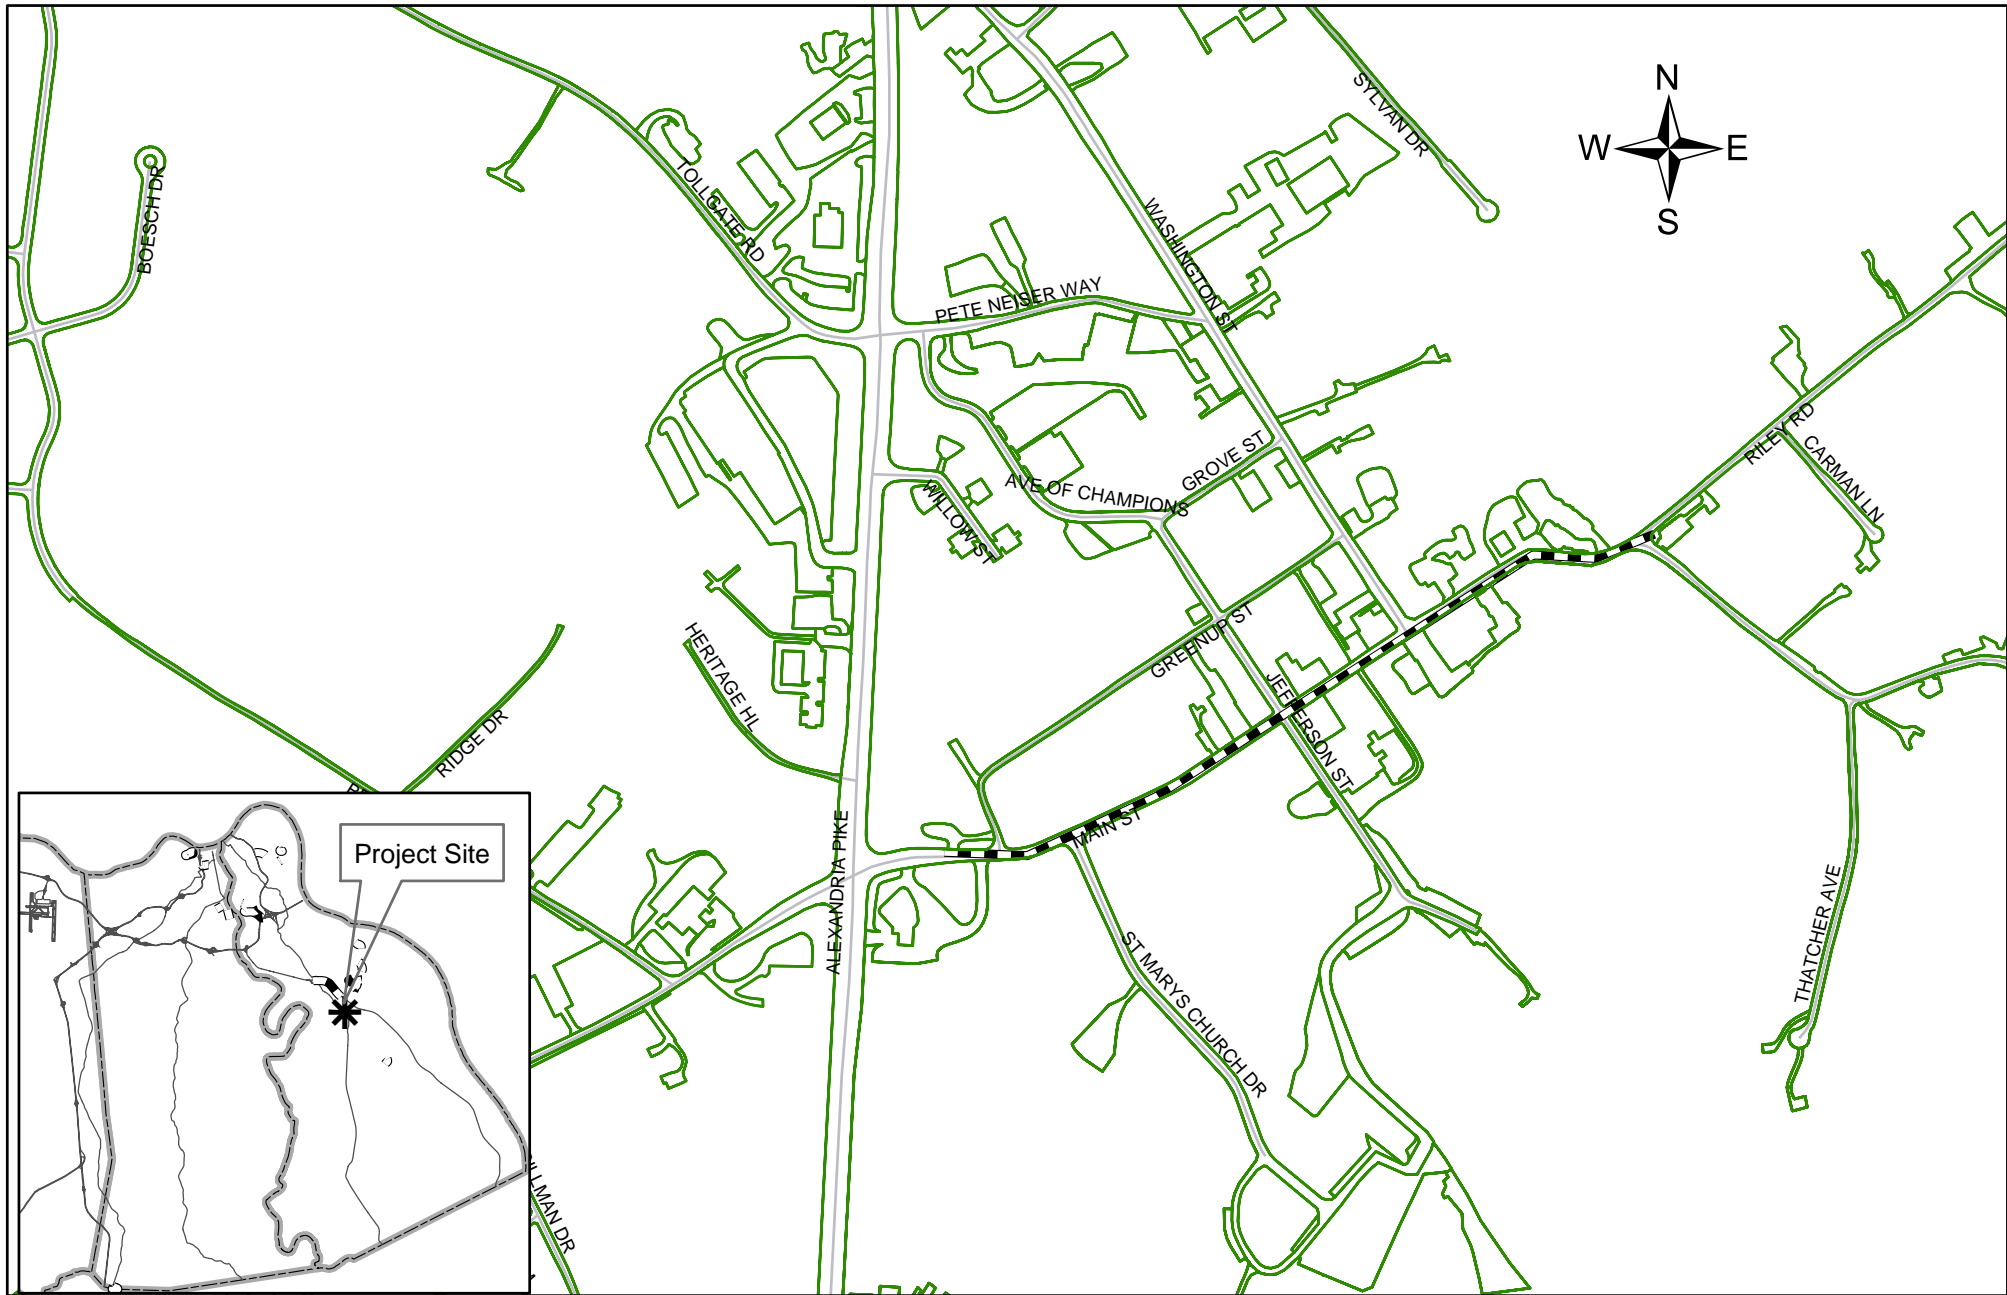 N
SYLVAN DR
W
E
S
TOLLGATE RD
BOESCH DR
WASHINGTON ST
PETE NEISER WAY
RILEY RD
CARMAN LN
GROVE ST
AVE OF CHAMPIONS
WILLOW ST
GREENUP ST
HERITAGE HL
JEFFERSON ST
RIDGE DR
MAIN ST
ALEXANDRIA PIKE
Project Site
THATCHER AVE
ST MARYS CHURCH DR
LLMAN DR